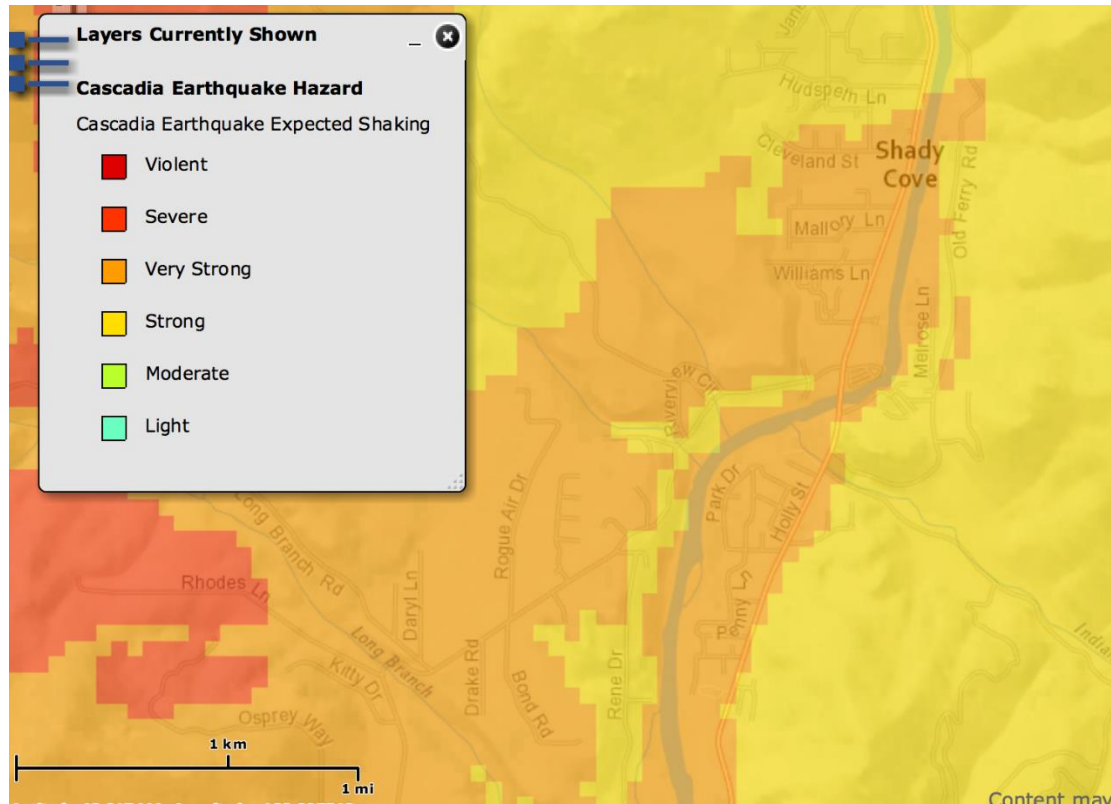 Layers Currently Shown
Cascadia Earthquake Hazard
Cascadia Earthquake Expected Shaking
Violent
Severe
Very Strong
Strong
Moderate
Light
Hudspeth Ln
Cleveland St
Shady
Cove
Old Ferry Rd
Mallory Ln
Williams Ln
Melrose Ln
Riverview Cir
Park Dr
Holly St
Rogue Air Dr
Long Branch Rd
Rhodes Ln
Daryl Ln
Penny Ln
Long Branch
Kitty Dr
Drake Rd
Bond Rd
Rene Dr
Osprey Way
1 km
1 mi
Content may